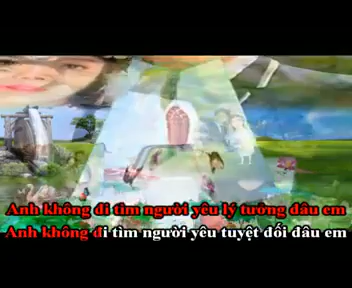 Anh không đi tìm người yêu lý tưởng đâu em
Anh không đi tìm người yêu tuyệt đối đâu em